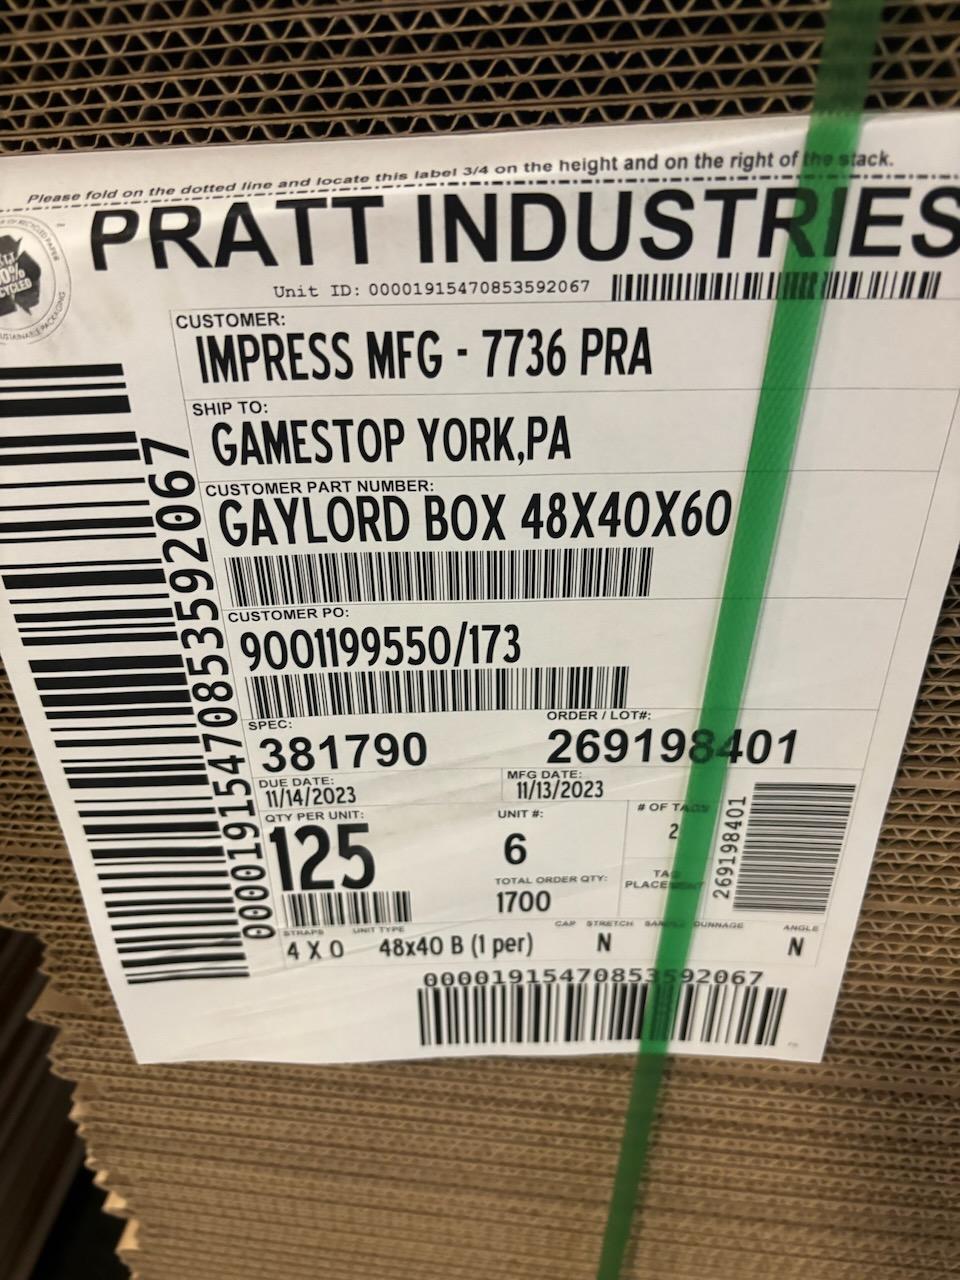 Please fold on the dotted line and locate this label 3/4 on the height and on the right of the stack.
PRATT INDUSTRIES
Unit ID: 00001915470853592067
CUSTOMER:
IMPRESS MFG - 7736 PRA
SHIP TO:
GAMESTOP YORK,PA
CUSTOMER PART NUMBER:
GAYLORD BOX 48X40X60
CUSTOMER PO:
9001199550/173
SPEC: ORDER / LOT#:
381790 269198401
DUE DATE: MFG DATE:
11/14/2023 11/13/2023
QTY PER UNIT: UNIT #: # OF TAGS
125 6 2
TOTAL ORDER QTY: TAG PLACEMENT
1700
269198401
STRAPS UNIT TYPE CAP STRETCH DUNNAGE ANGLE
4 X 0 48x40 B (1 per) N N
00001915470853592067
00001915470853592067